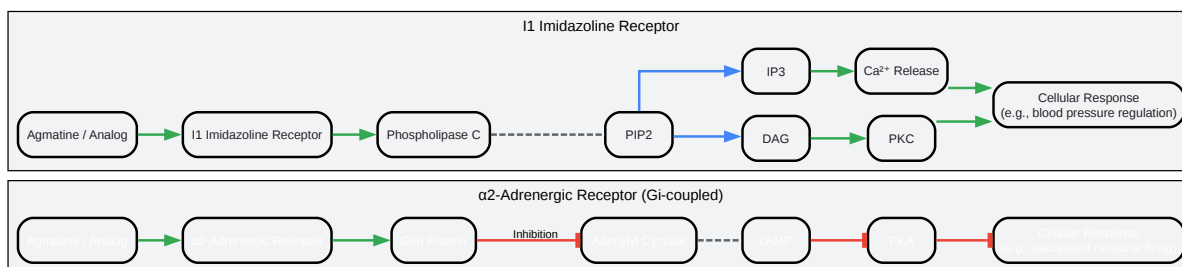 I1 Imidazoline Receptor
IP3
Ca²⁺ Release
Cellular Response
(e.g., blood pressure regulation)
Agmatine / Analog
I1 Imidazoline Receptor
Phospholipase C
PIP2
DAG
PKC
α2-Adrenergic Receptor (Gi-coupled)
Agmatine / Analog
α2-Adrenergic Receptor
Gi/o Protein
Inhibition
Adenylyl Cyclase
cAMP
PKA
Cellular Response
(e.g., decreased neuronal firing)